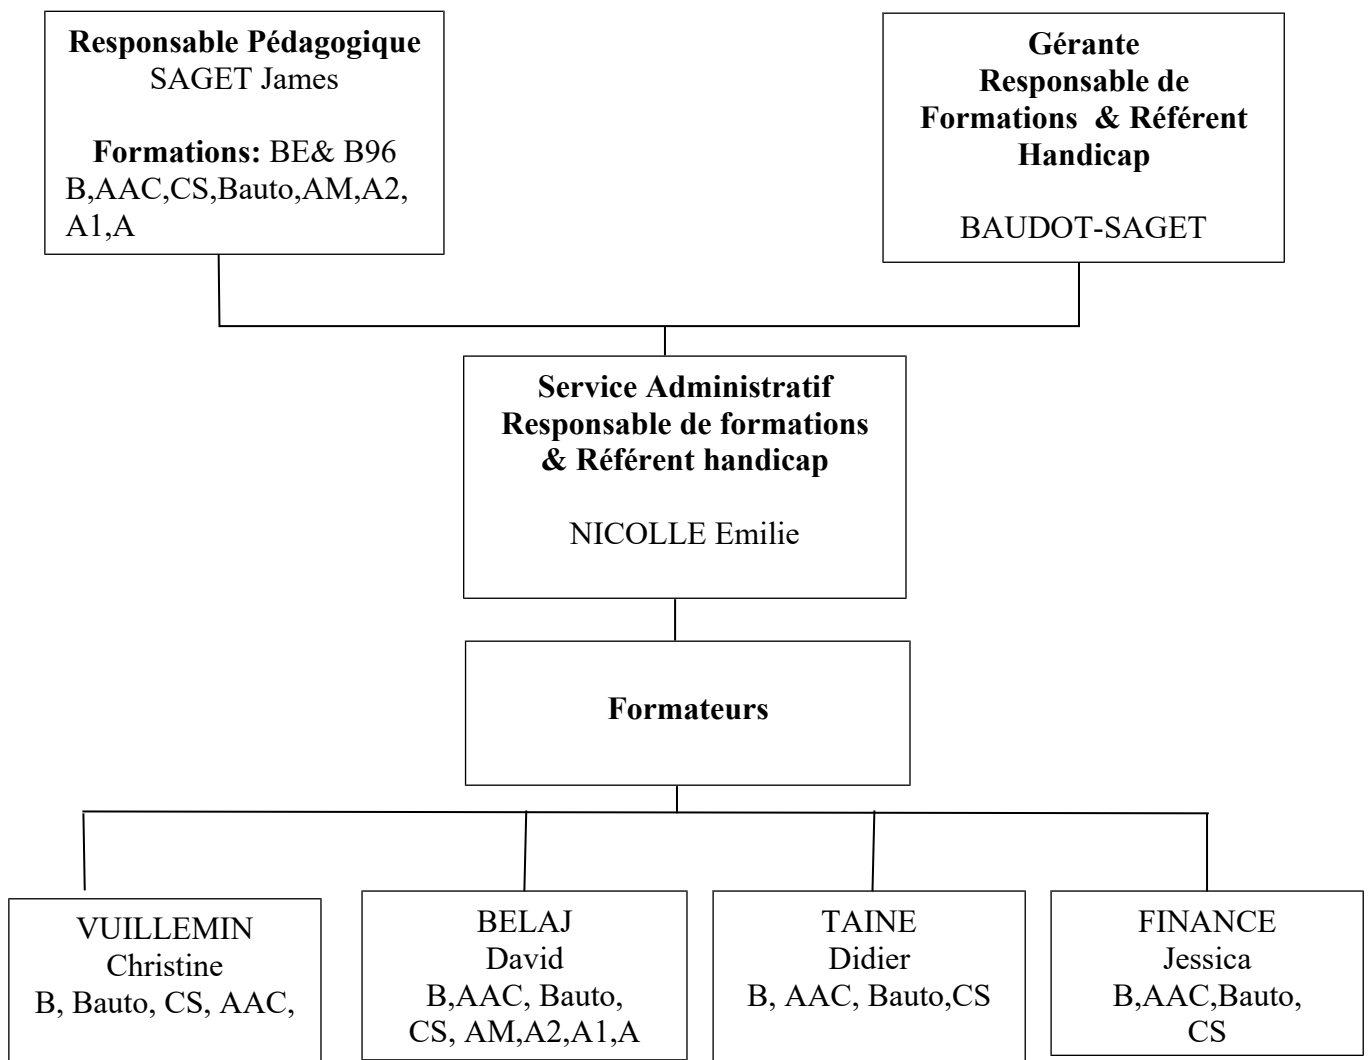 Responsable Pédagogique
SAGET James
Formations: BE& B96
B,AAC,CS,Bauto,AM,A2,
A1,A
Gérante
Responsable de
Formations & Référent
Handicap
BAUDOT-SAGET
Service Administratif
Responsable de formations
& Référent handicap
NICOLLE Emilie
Formateurs
VUILLEMIN
Christine
B, Bauto, CS, AAC,
BELAJ
David
B,AAC, Bauto,
CS, AM,A2,A1,A
TAINE
Didier
B, AAC, Bauto,CS
FINANCE
Jessica
B,AAC,Bauto,
CS